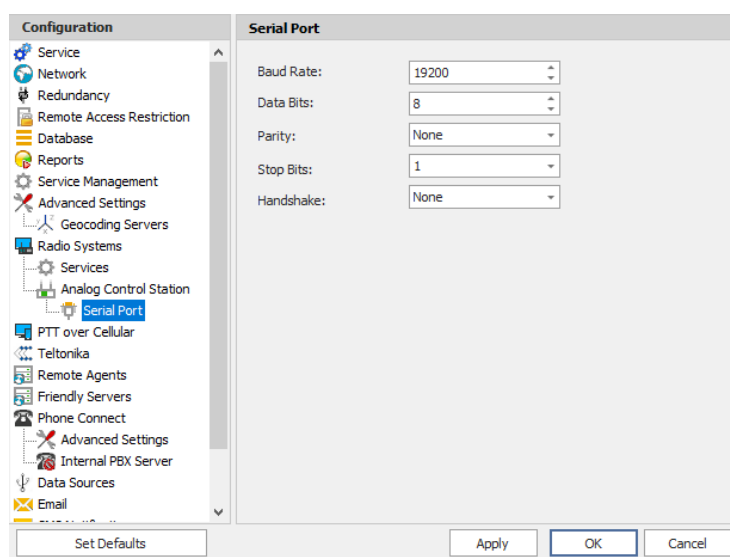 Configuration
Service
Network
Redundancy
Remote Access Restriction
Database
Reports
Service Management
Advanced Settings
Geocoding Servers
Radio Systems
Services
Analog Control Station
Serial Port
PTT over Cellular
Teltonika
Remote Agents
Friendly Servers
Phone Connect
Advanced Settings
Internal PBX Server
Data Sources
Email
Serial Port
Baud Rate: 19200
Data Bits: 8
Parity: None
Stop Bits: 1
Handshake: None
Set Defaults Apply OK Cancel